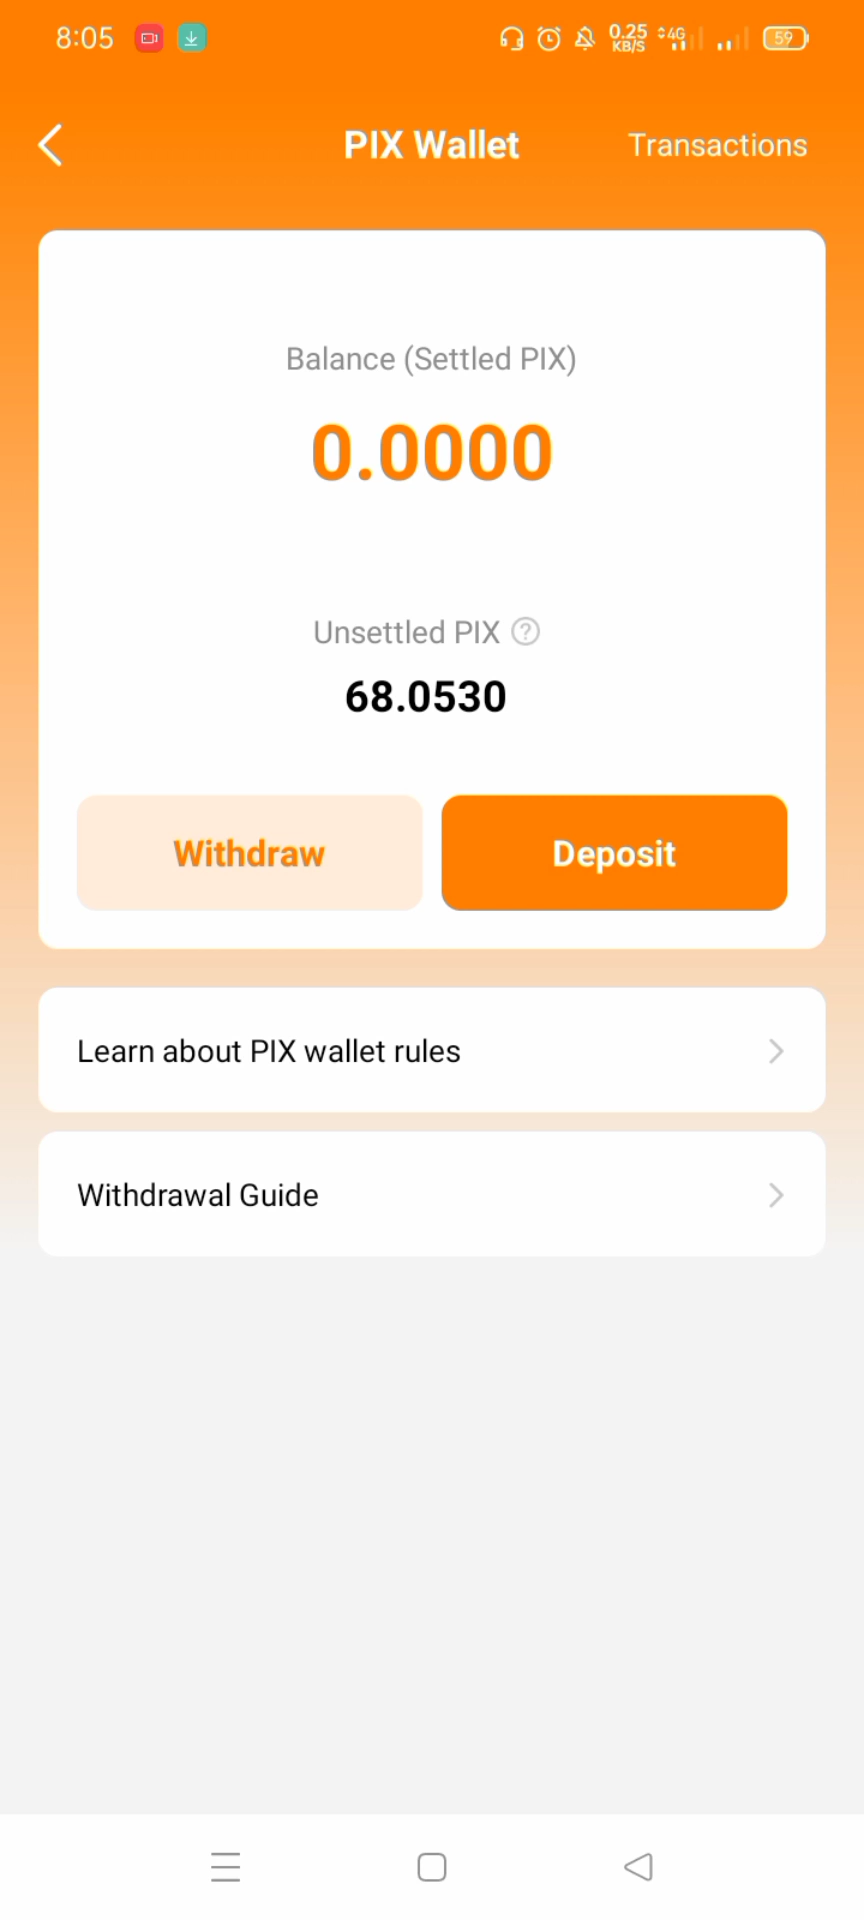 8:05
0.25
KB/S
4G
59
PIX Wallet
Transactions
Balance (Settled PIX)
0.0000
Unsettled PIX ?
68.0530
Withdraw
Deposit
Learn about PIX wallet rules
Withdrawal Guide